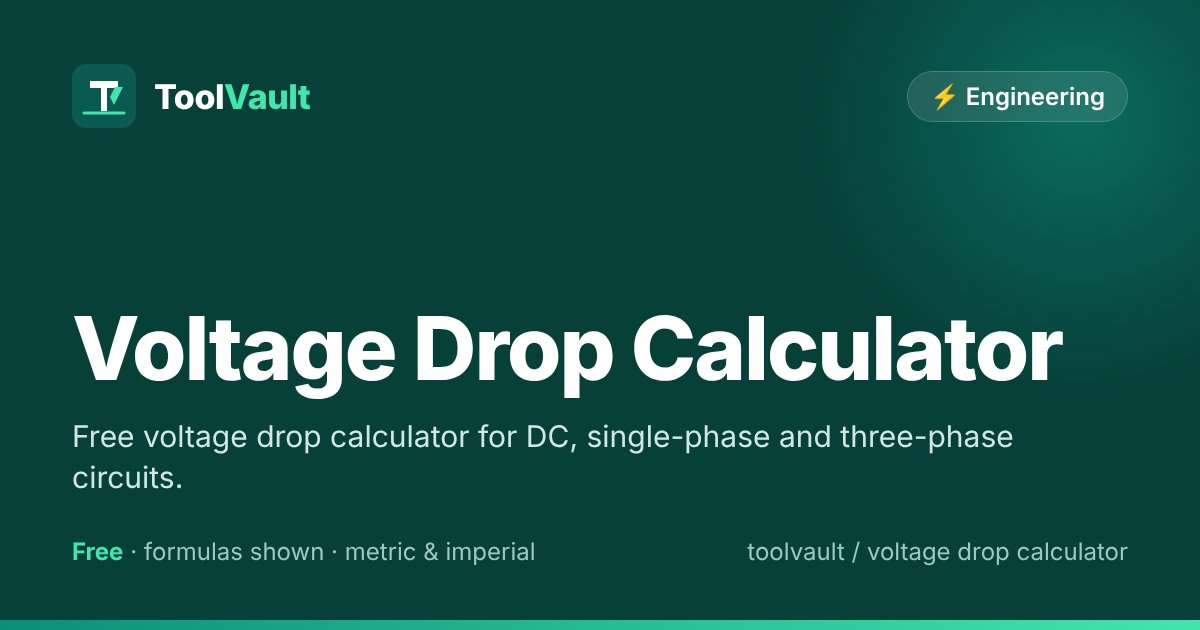 ToolVault
⚡ Engineering
Voltage Drop Calculator
Free voltage drop calculator for DC, single-phase and three-phase
circuits.
Free · formulas shown · metric & imperial
toolvault / voltage drop calculator